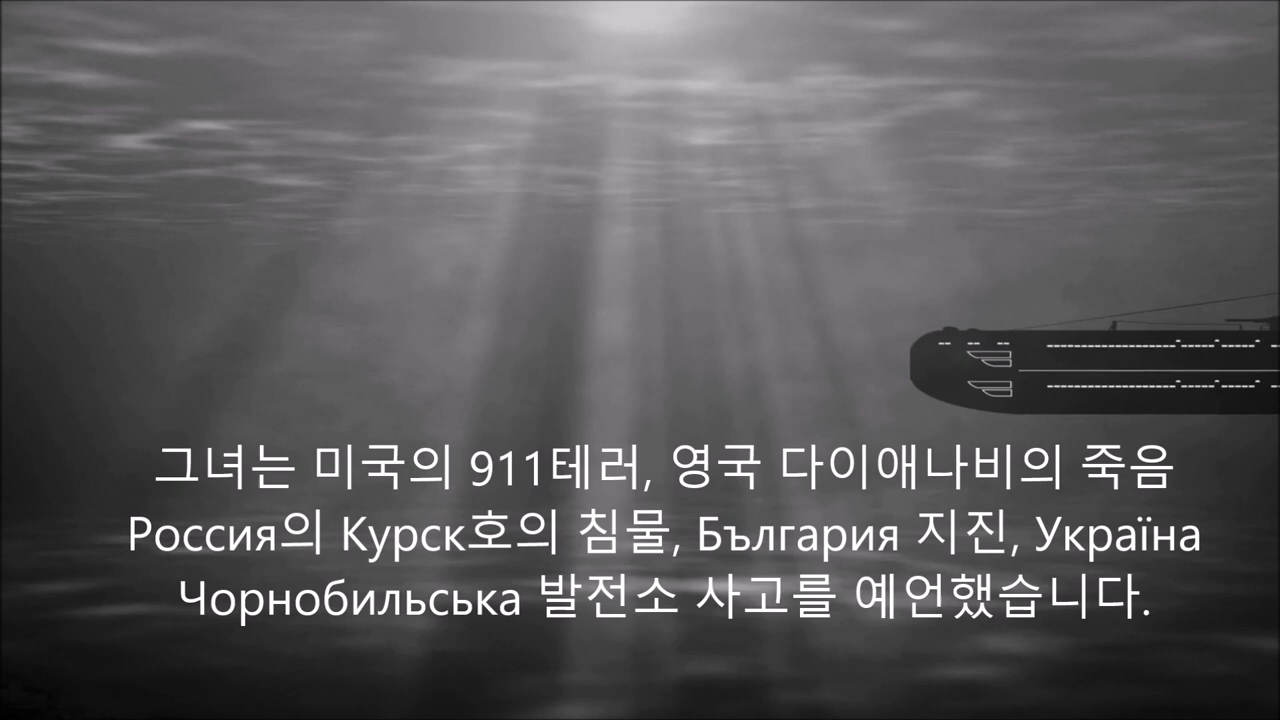 그녀는 미국의 911테러, 영국 다이애나비의 죽음
Россия의 Курск호의 침물, България 지진, Україна
Чорнобильська 발전소 사고를 예언했습니다.